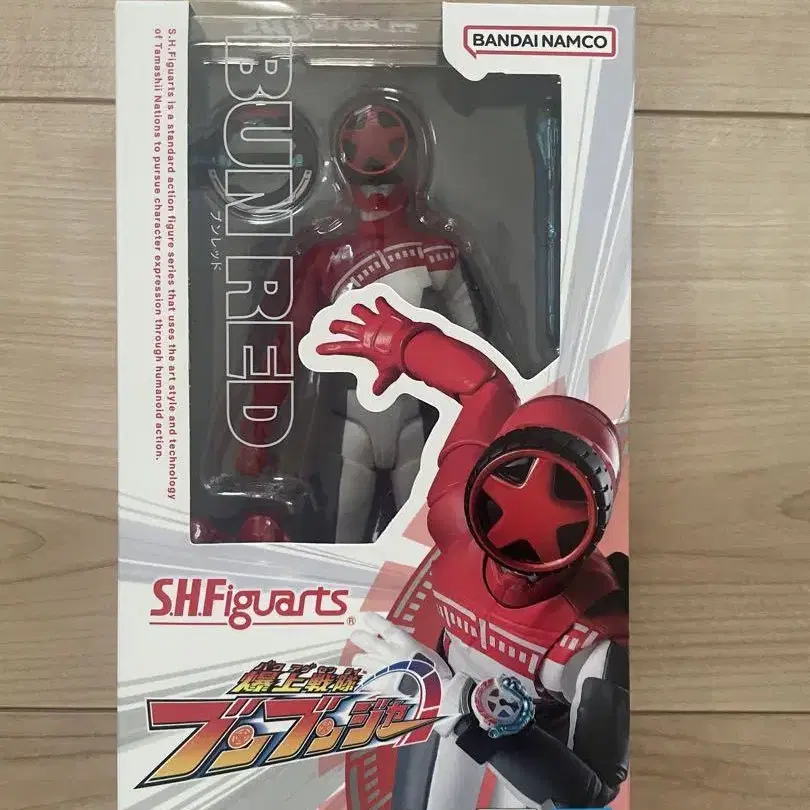 BANDAI NAMCO
S.H.Figuarts is a standard action figure series that uses the art style and technology
of Tamashii Nations to pursue character expression through humanoid action.
BUN RED
ブンレッド
S.H.Figuarts®
爆上戦隊
ブンブンジャー